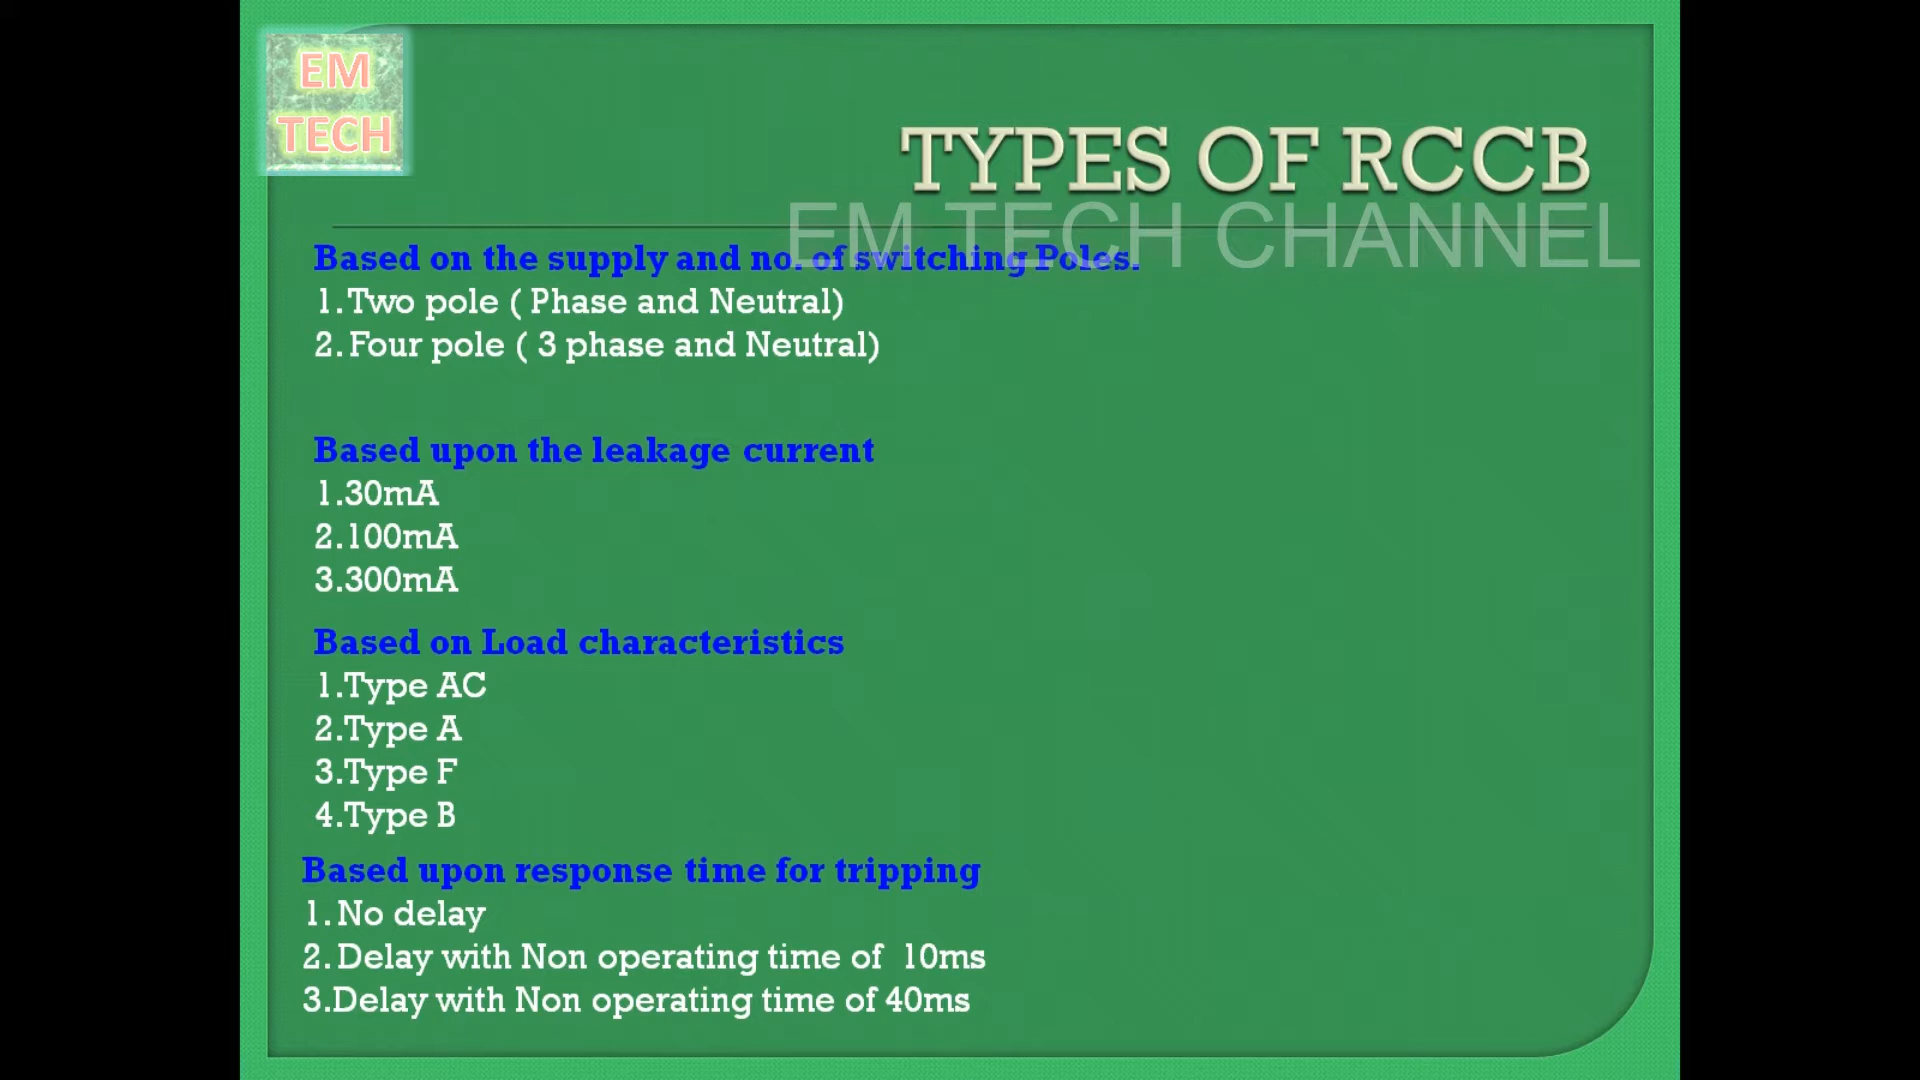 EM
TECH
TYPES OF RCCB
EM TECH CHANNEL
Based on the supply and no. of switching Poles.
1.Two pole ( Phase and Neutral)
2. Four pole ( 3 phase and Neutral)
Based upon the leakage current
1.30mA
2.100mA
3.300mA
Based on Load characteristics
1.Type AC
2.Type A
3.Type F
4.Type B
Based upon response time for tripping
1. No delay
2. Delay with Non operating time of 10ms
3.Delay with Non operating time of 40ms